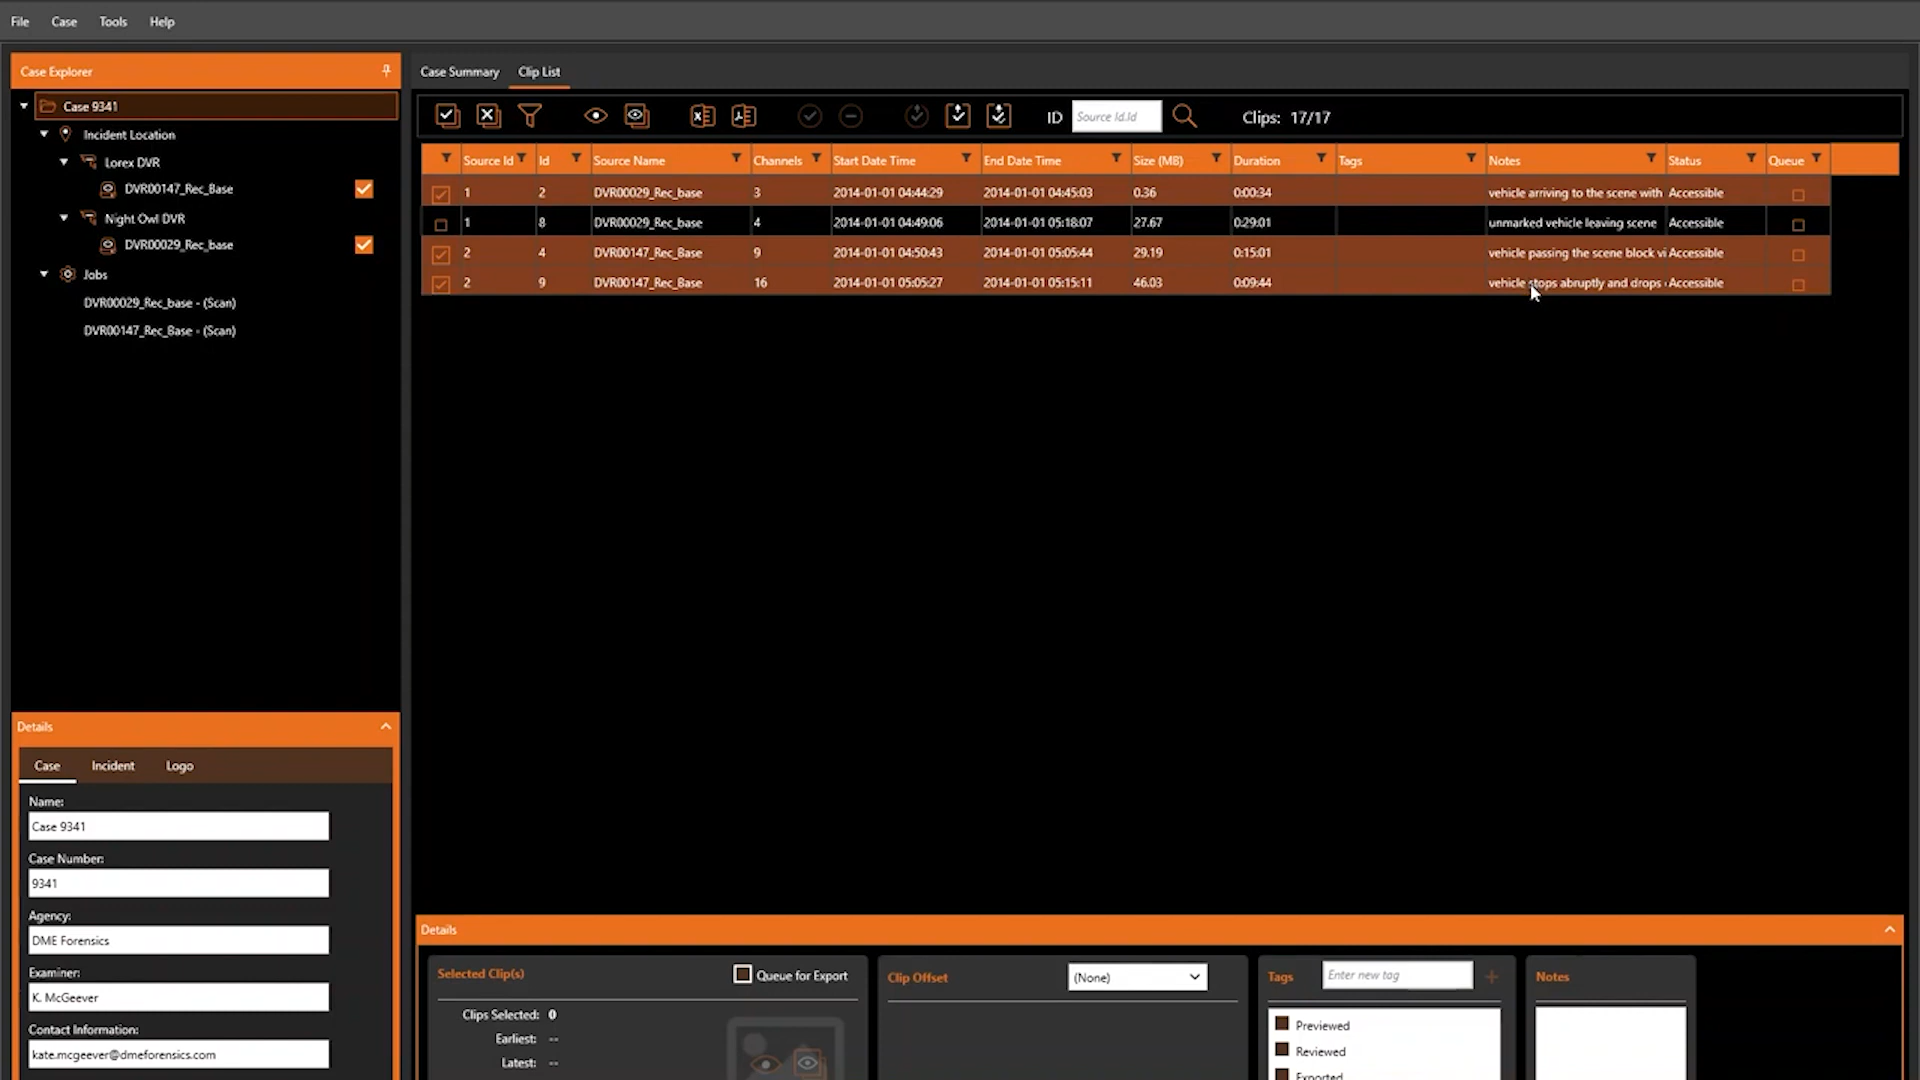 File Case Tools Help
Case Explorer
Case 9341
Incident Location
Lorex DVR
DVR00147_Rec_Base
Night Owl DVR
DVR00029_Rec_base
Jobs
DVR00029_Rec_base - (Scan)
DVR00147_Rec_Base - (Scan)
Case Summary Clip List
ID Source Id.Id Clips: 17/17
Source Id Id Source Name Channels Start Date Time End Date Time Size (MB) Duration Tags Notes Status Queue
1 2 DVR00029_Rec_base 3 2014-01-01 04:44:29 2014-01-01 04:45:03 0.36 0:00:34 vehicle arriving to the scene with Accessible
1 8 DVR00029_Rec_base 4 2014-01-01 04:49:06 2014-01-01 05:18:07 27.67 0:29:01 unmarked vehicle leaving scene Accessible
2 4 DVR00147_Rec_Base 9 2014-01-01 04:50:43 2014-01-01 05:05:44 29.19 0:15:01 vehicle passing the scene block vi Accessible
2 9 DVR00147_Rec_Base 16 2014-01-01 05:05:27 2014-01-01 05:15:11 46.03 0:09:44 vehicle stops abruptly and drops Accessible
Details
Case Incident Logo
Name:
Case 9341
Case Number:
9341
Agency:
DME Forensics
Examiner:
K. McGeever
Contact Information:
kate.mcgeever@dmeforensics.com
Details
Selected Clip(s) Queue for Export
Clips Selected: 0
Earliest: --
Latest: --
Clip Offset (None)
Tags Enter new tag
Previewed
Reviewed
Exported
Notes